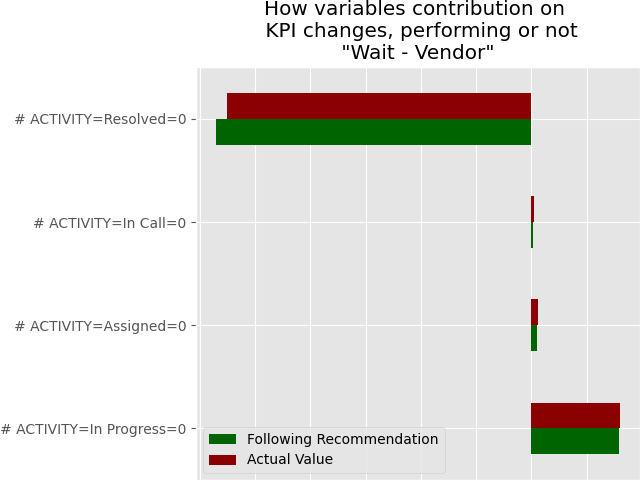 How variables contribution on
KPI changes, performing or not
"Wait - Vendor"
# ACTIVITY=Resolved=0
# ACTIVITY=In Call=0
# ACTIVITY=Assigned=0
# ACTIVITY=In Progress=0
Following Recommendation
Actual Value